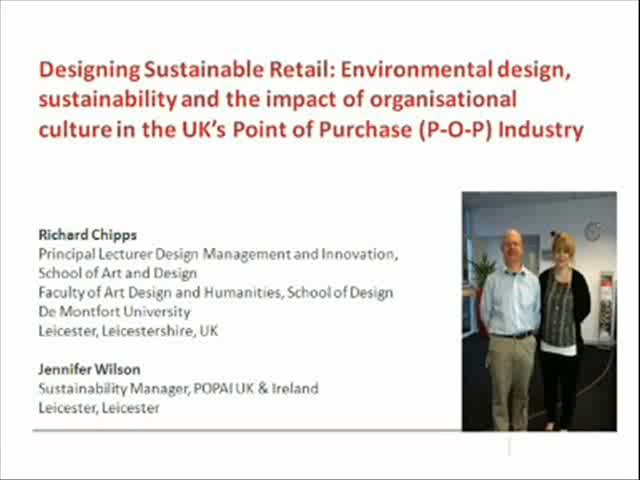 Designing Sustainable Retail: Environmental design,
sustainability and the impact of organisational
culture in the UK's Point of Purchase (P-O-P) Industry
Richard Chipps
Principal Lecturer Design Management and Innovation,
School of Art and Design
Faculty of Art Design and Humanities, School of Design
De Montfort University
Leicester, Leicestershire, UK
Jennifer Wilson
Sustainability Manager, POPAI UK & Ireland
Leicester, Leicester